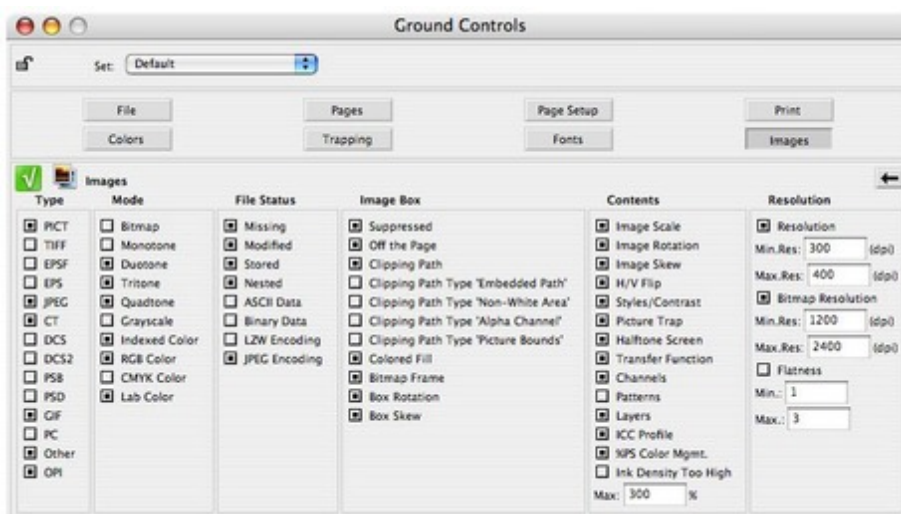 Ground Controls
Set: Default
File Pages Page Setup Print
Colors Trapping Fonts Images
Images
Type
PICT
TIFF
EPSF
EPS
JPEG
CT
DCS
DCS2
PSB
PSD
GIF
PC
Other
OPI
Mode
Bitmap
Monotone
Duotone
Tritone
Quadtone
Grayscale
Indexed Color
RGB Color
CMYK Color
Lab Color
File Status
Missing
Modified
Stored
Nested
ASCII Data
Binary Data
LZW Encoding
JPEG Encoding
Image Box
Suppressed
Off the Page
Clipping Path
Clipping Path Type 'Embedded Path'
Clipping Path Type 'Non-White Area'
Clipping Path Type 'Alpha Channel'
Clipping Path Type 'Picture Bounds'
Colored Fill
Bitmap Frame
Box Rotation
Box Skew
Contents
Image Scale
Image Rotation
Image Skew
H/V Flip
Styles/Contrast
Picture Trap
Halftone Screen
Transfer Function
Channels
Patterns
Layers
ICC Profile
%PS Color Mgmt.
Ink Density Too High
Max: 300 %
Resolution
Resolution
Min.Res: 300 (dpi)
Max.Res: 400 (dpi)
Bitmap Resolution
Min.Res: 1200 (dpi)
Max.Res: 2400 (dpi)
Flatness
Min.: 1
Max.: 3